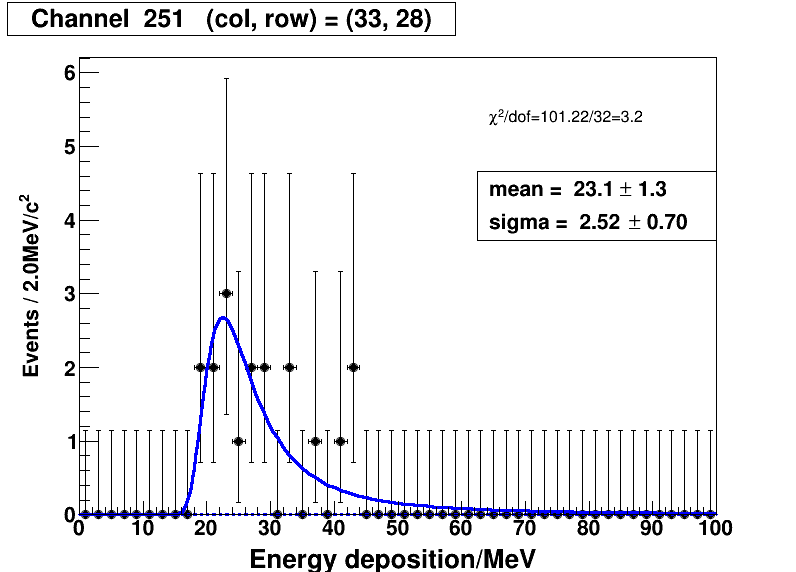 Channel 251 (col, row) = (33, 28)
χ²/dof=101.22/32=3.2
mean = 23.1 ± 1.3
sigma = 2.52 ± 0.70
Events / 2.0MeV/c²
6
5
4
3
2
1
0
0 10 20 30 40 50 60 70 80 90 100
Energy deposition/MeV